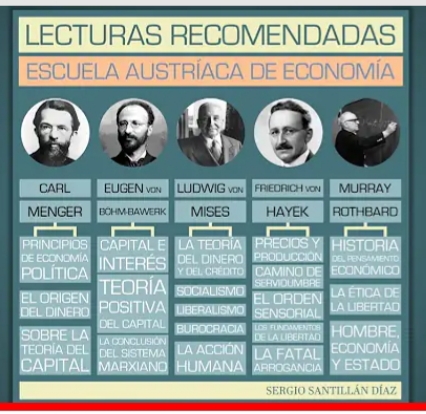 LECTURAS RECOMENDADAS
ESCUELA AUSTRÍACA DE ECONOMÍA
CARL
MENGER
PRINCIPIOS
DE ECONOMÍA
POLÍTICA
EL ORIGEN
DEL DINERO
SOBRE LA
TEORÍA DEL
CAPITAL
EUGEN VON
BÖHM-BAWERK
CAPITAL E
INTERÉS
TEORÍA
POSITIVA
DEL CAPITAL
LA CONCLUSIÓN
DEL SISTEMA
MARXIANO
LUDWIG VON
MISES
LA TEORÍA
DEL DINERO
Y DEL CRÉDITO
SOCIALISMO
LIBERALISMO
BUROCRACIA
LA ACCIÓN
HUMANA
FRIEDRICH VON
HAYEK
PRECIOS Y
PRODUCCIÓN
CAMINO DE
SERVIDUMBRE
EL ORDEN
SENSORIAL
LOS FUNDAMENTOS
DE LA LIBERTAD
LA FATAL
ARROGANCIA
MURRAY
ROTHBARD
HISTORIA
DEL PENSAMIENTO
ECONÓMICO
LA ÉTICA DE
LA LIBERTAD
HOMBRE,
ECONOMÍA
Y ESTADO
SERGIO SANTILLÁN DÍAZ